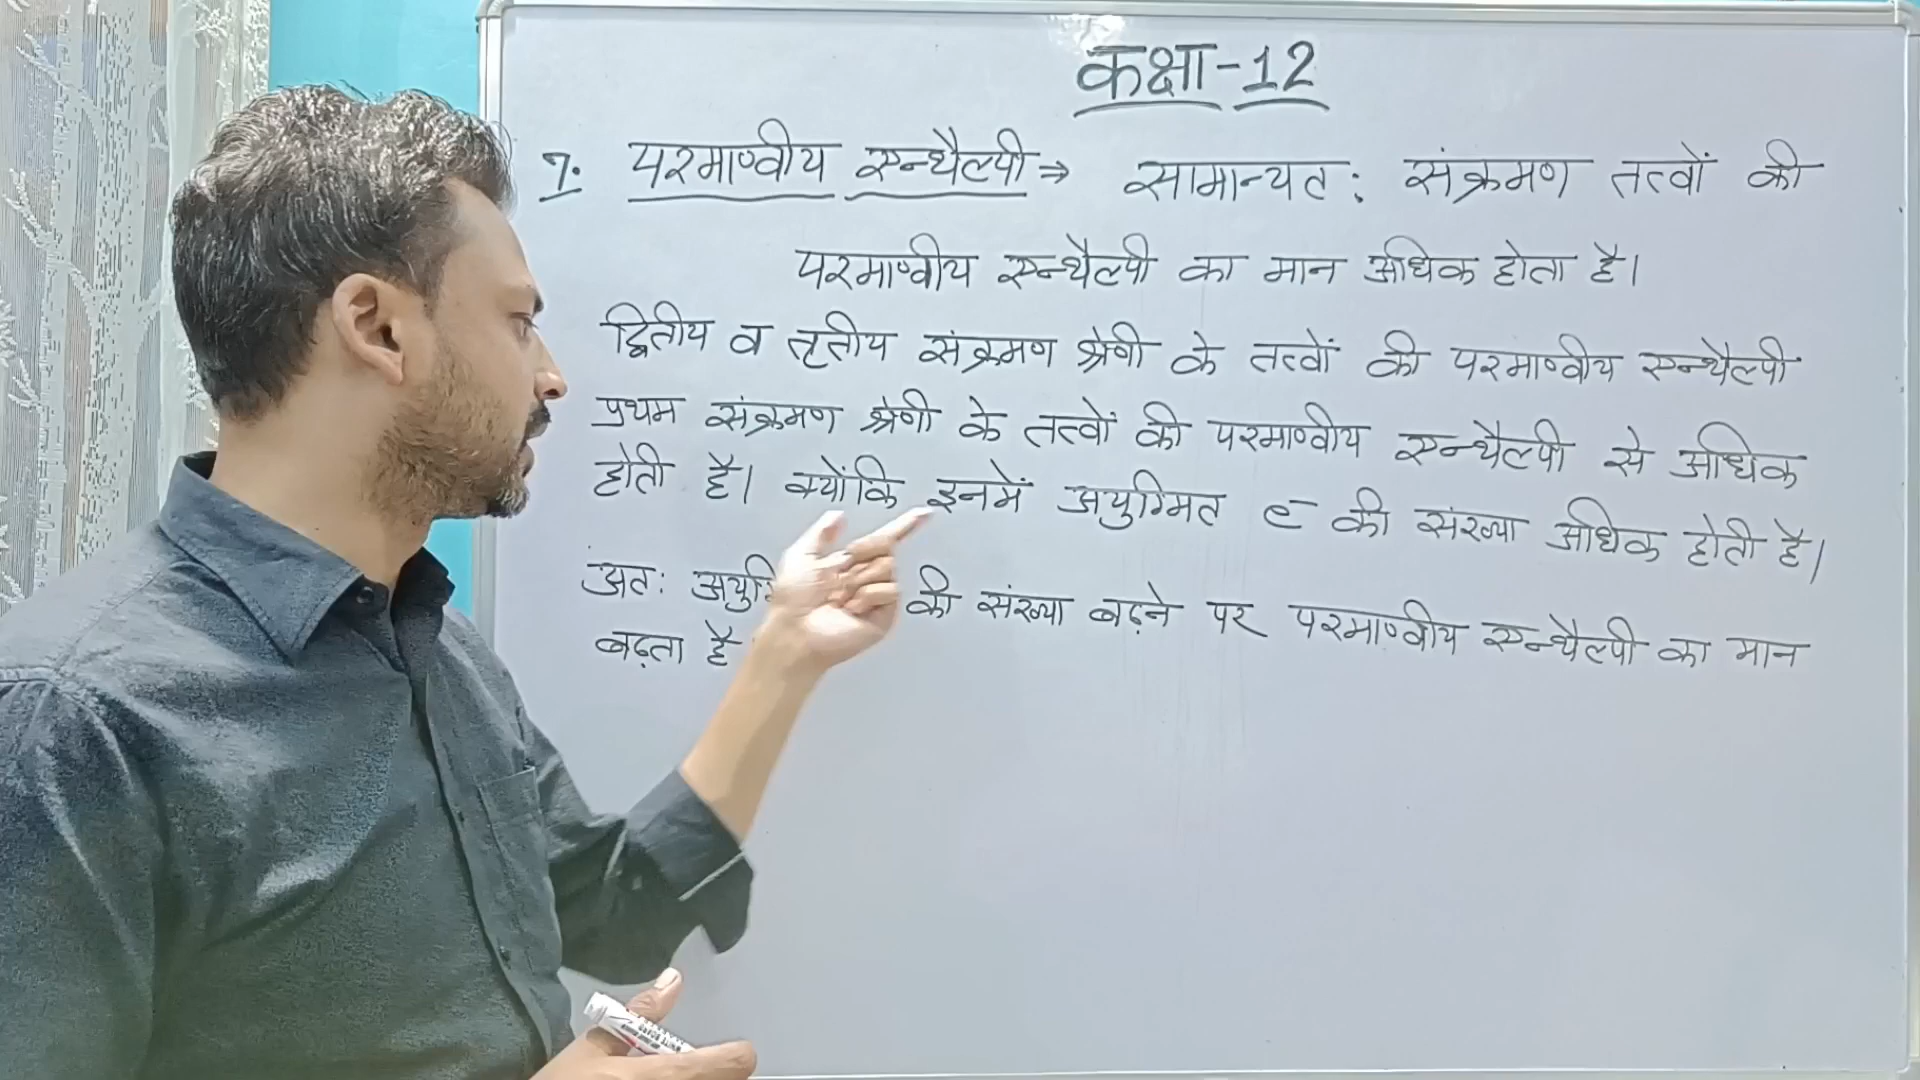 कक्षा-12
7. परमाण्वीय एन्थैल्पी ⇒ सामान्यत: संक्रमण तत्वों की
परमाण्वीय एन्थैल्पी का मान अधिक होता है।
द्वितीय व तृतीय संक्रमण श्रेणी के तत्वों की परमाण्वीय एन्थैल्पी
प्रथम संक्रमण श्रेणी के तत्वों की परमाण्वीय एन्थैल्पी से अधिक
होती है। क्योंकि इनमें अयुग्मित e⁻ की संख्या अधिक होती है।
अत: की संख्या बढ़ने पर परमाण्वीय एन्थैल्पी का मान
बढ़ता है